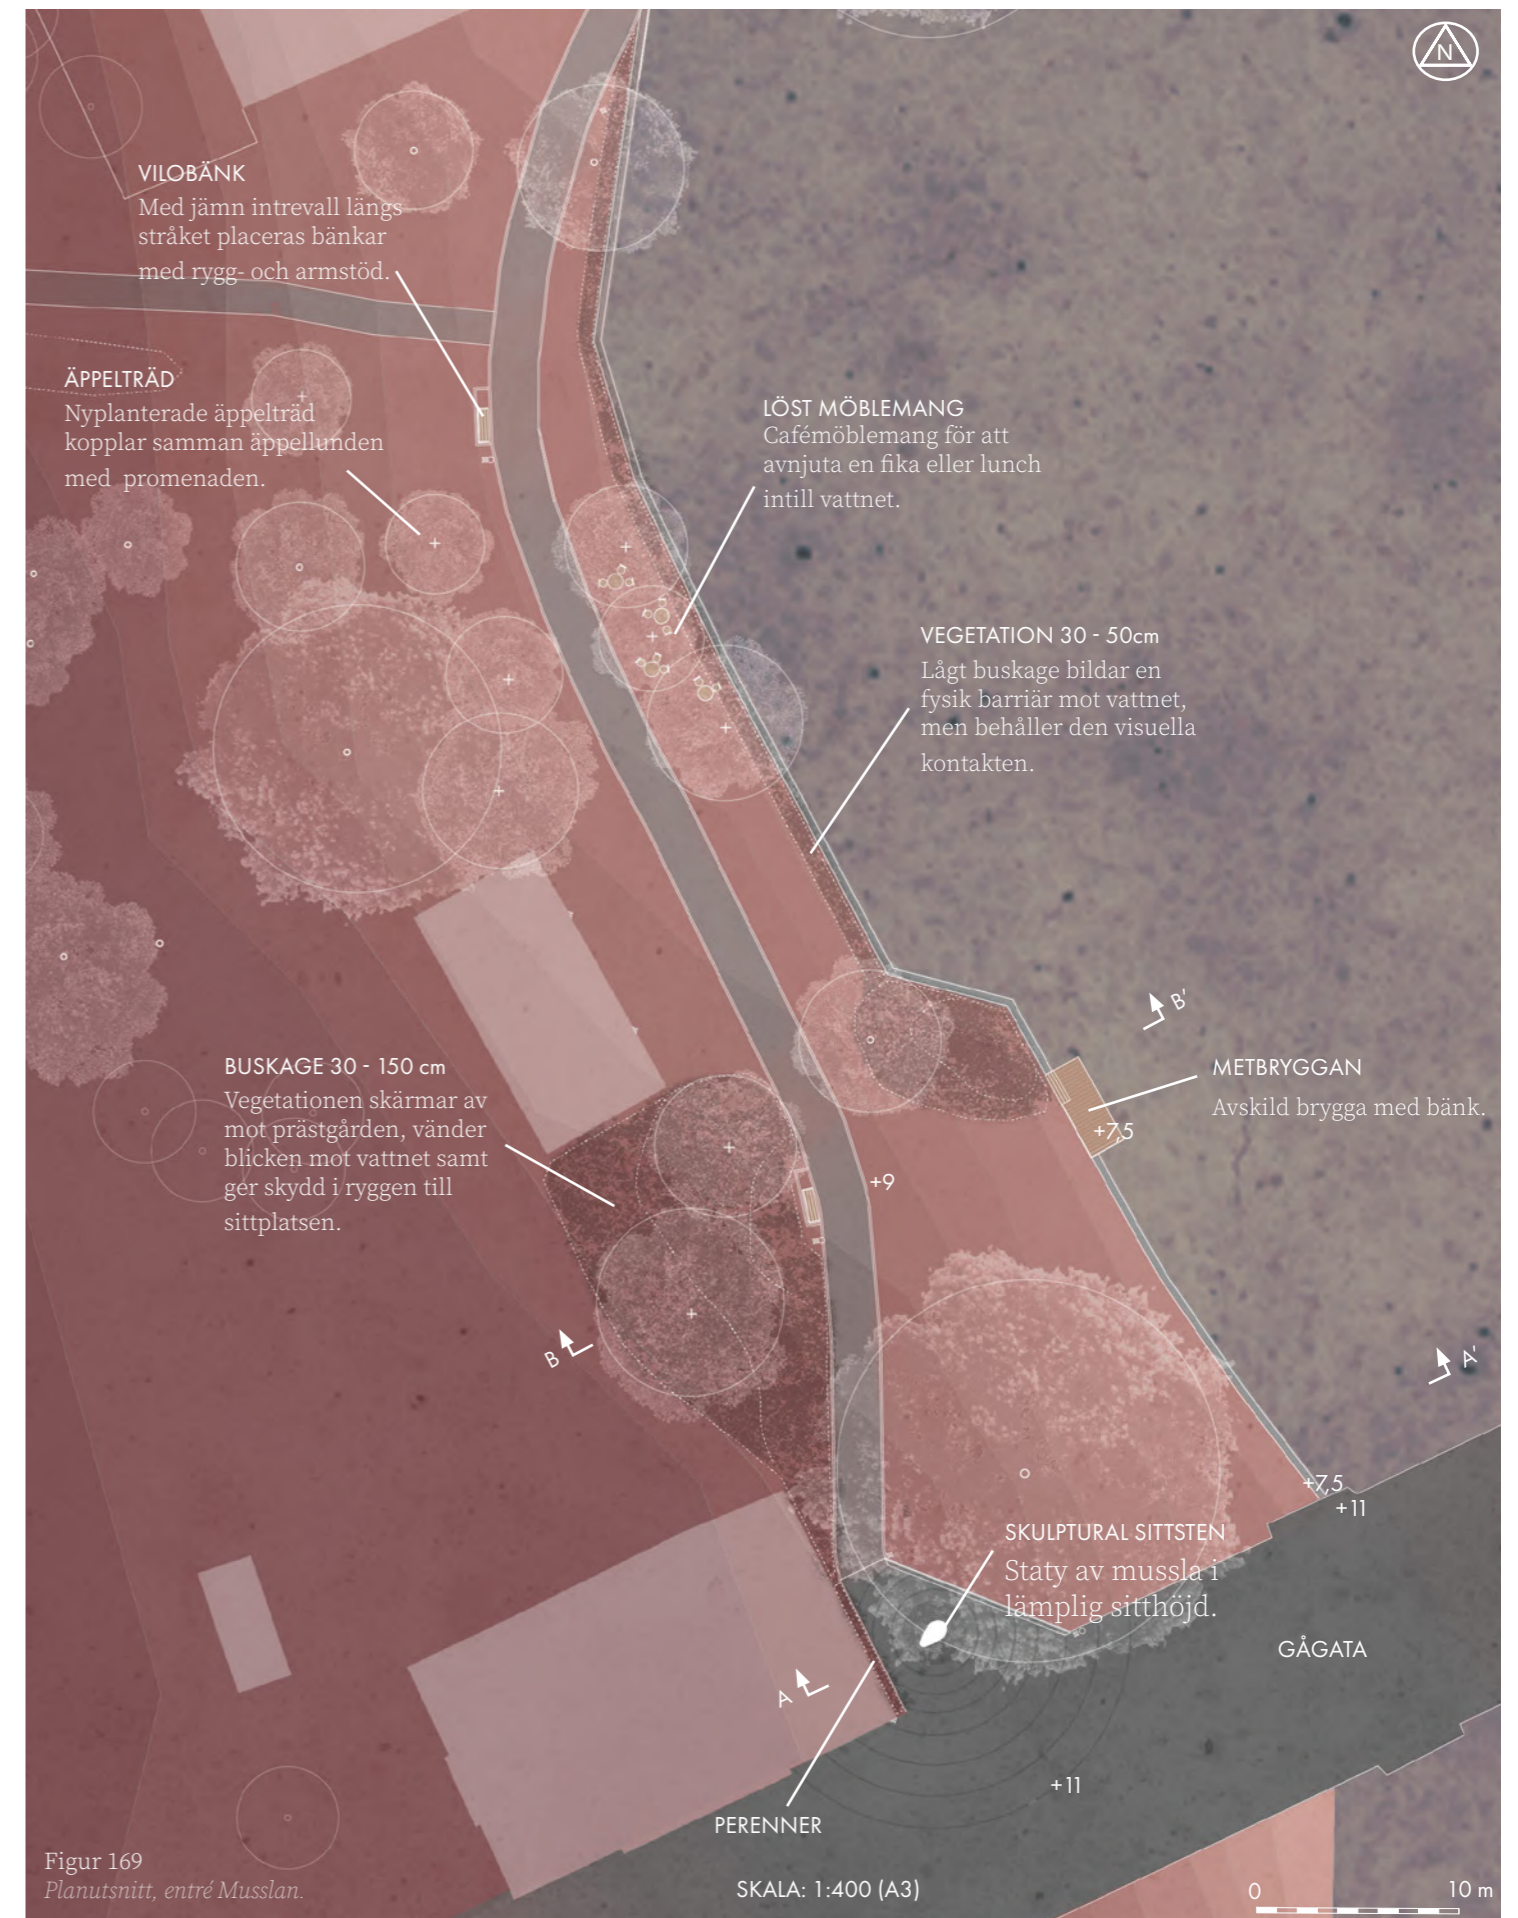 N
VILOBÄNK
Med jämn intrevall längs
stråket placeras bänkar
med rygg- och armstöd.
ÄPPELTRÄD
Nyplanterade äppelträd
kopplar samman äppellunden
med promenaden.
LÖST MÖBLEMANG
Cafémöblemang för att
avnjuta en fika eller lunch
intill vattnet.
VEGETATION 30 - 50cm
Lågt buskage bildar en
fysik barriär mot vattnet,
men behåller den visuella
kontakten.
B'
BUSKAGE 30 - 150 cm
Vegetationen skärmar av
mot prästgården, vänder
blicken mot vattnet samt
ger skydd i ryggen till
sittplatsen.
METBRYGGAN
Avskild brygga med bänk.
+7,5
+9
B
A'
+7,5
+11
SKULPTURAL SITTSTEN
Staty av mussla i
lämplig sitthöjd.
GÅGATA
A
+11
PERENNER
Figur 169
Planutsnitt, entré Musslan.
SKALA: 1:400 (A3)
0
10 m